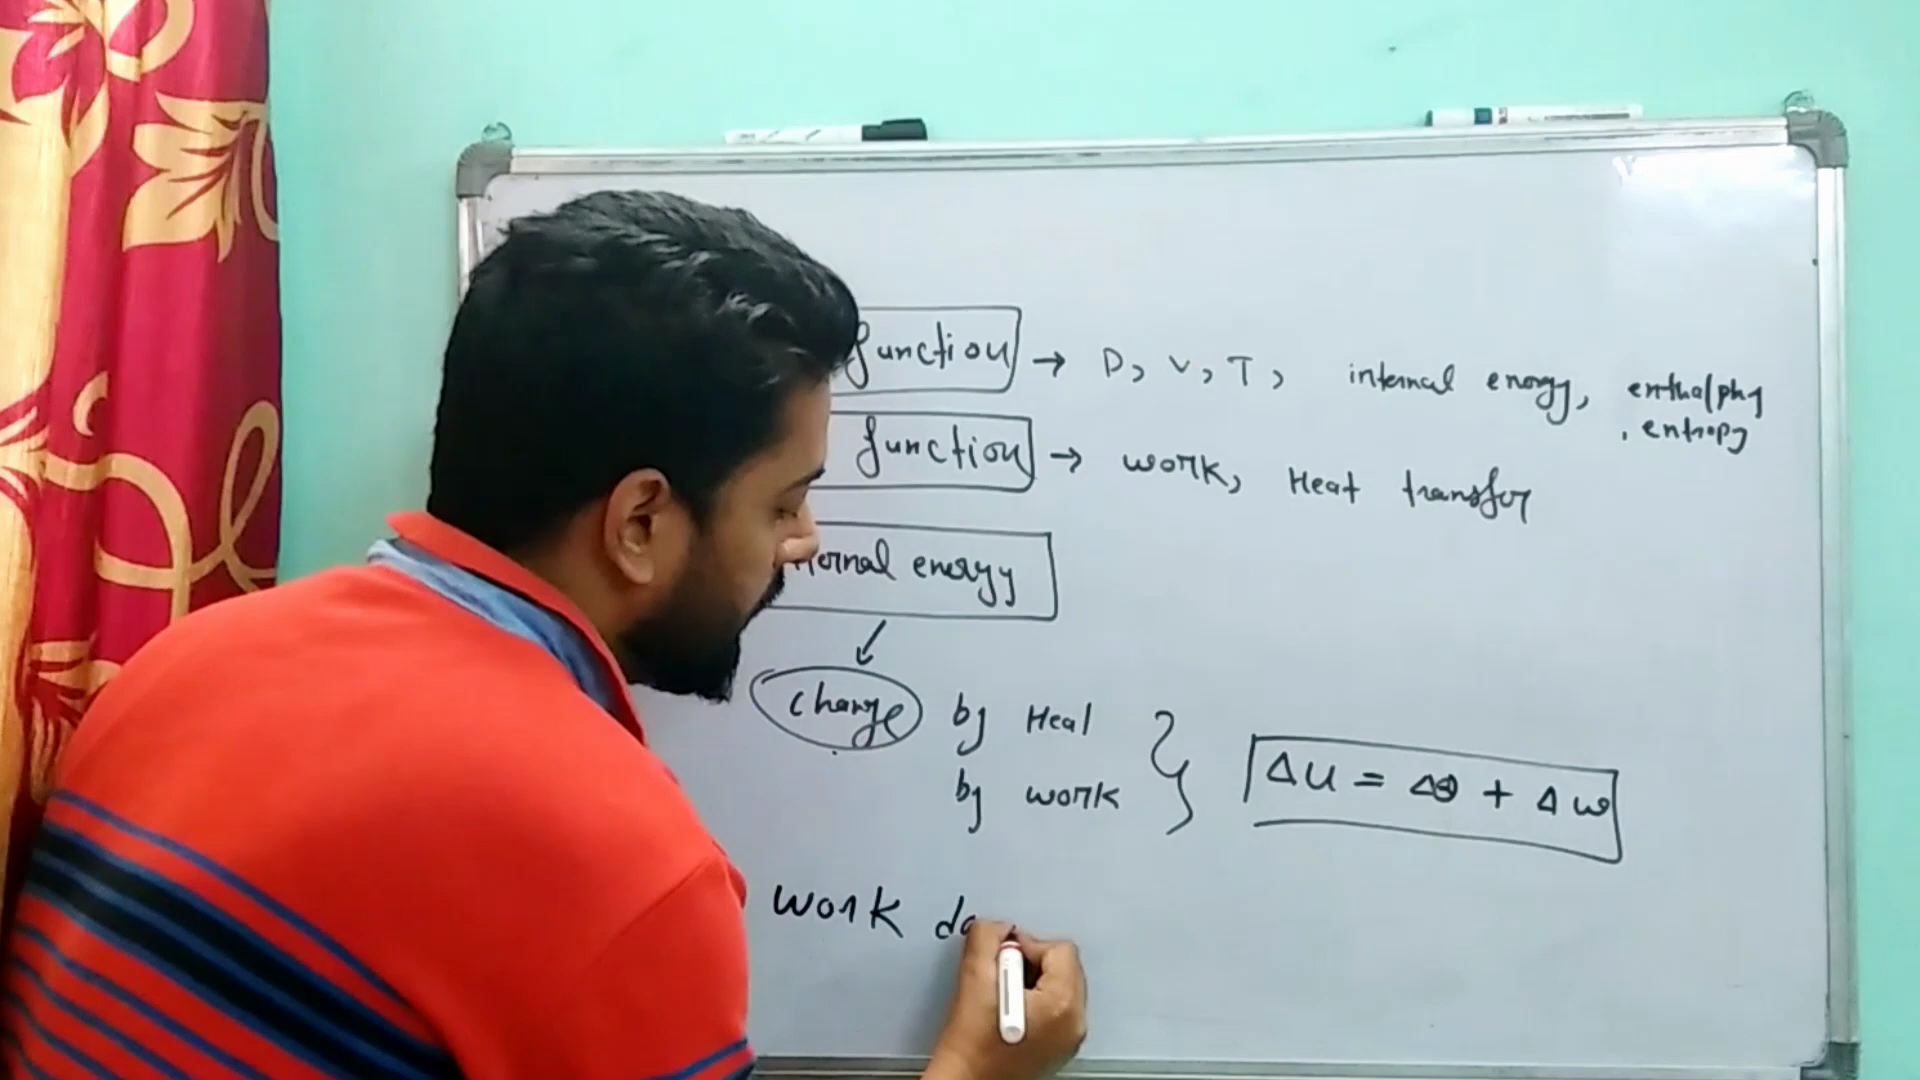 function → P, V, T, internal energy, enthalphy
, entropy
function → work, Heat transfor
ernal energy
change by Heal
by work
ΔU = ΔQ + Δw
work do